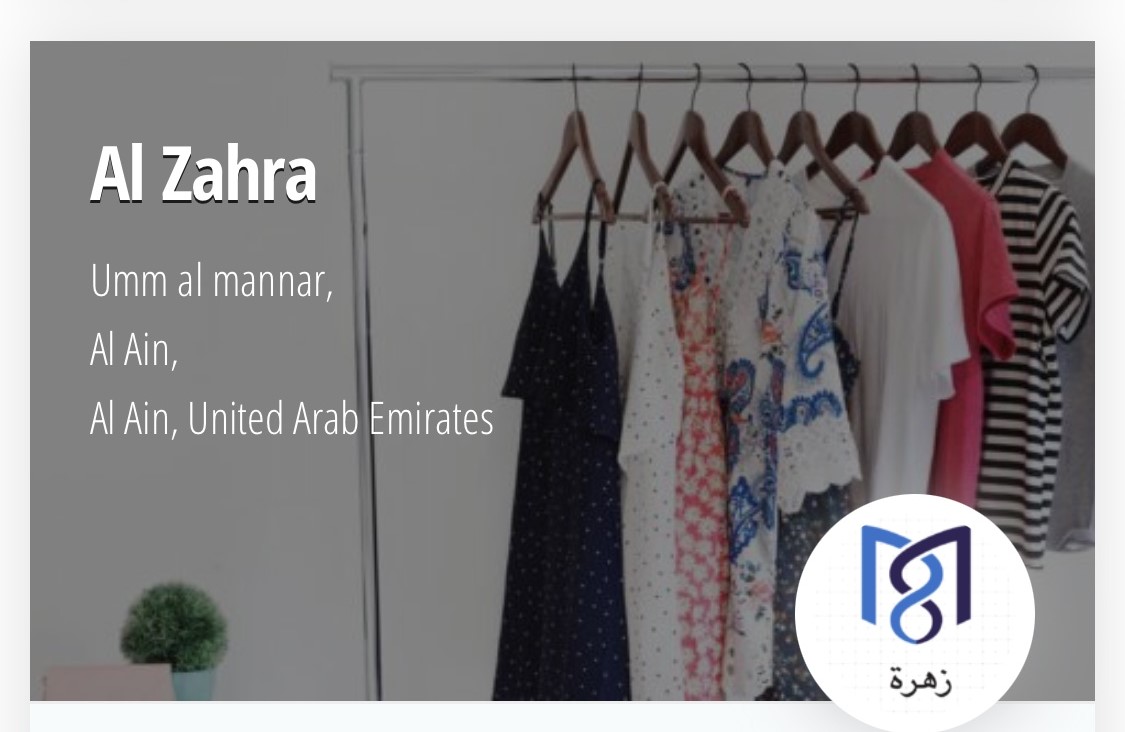 Al Zahra
Umm al mannar,
Al Ain,
Al Ain, United Arab Emirates
زهرة